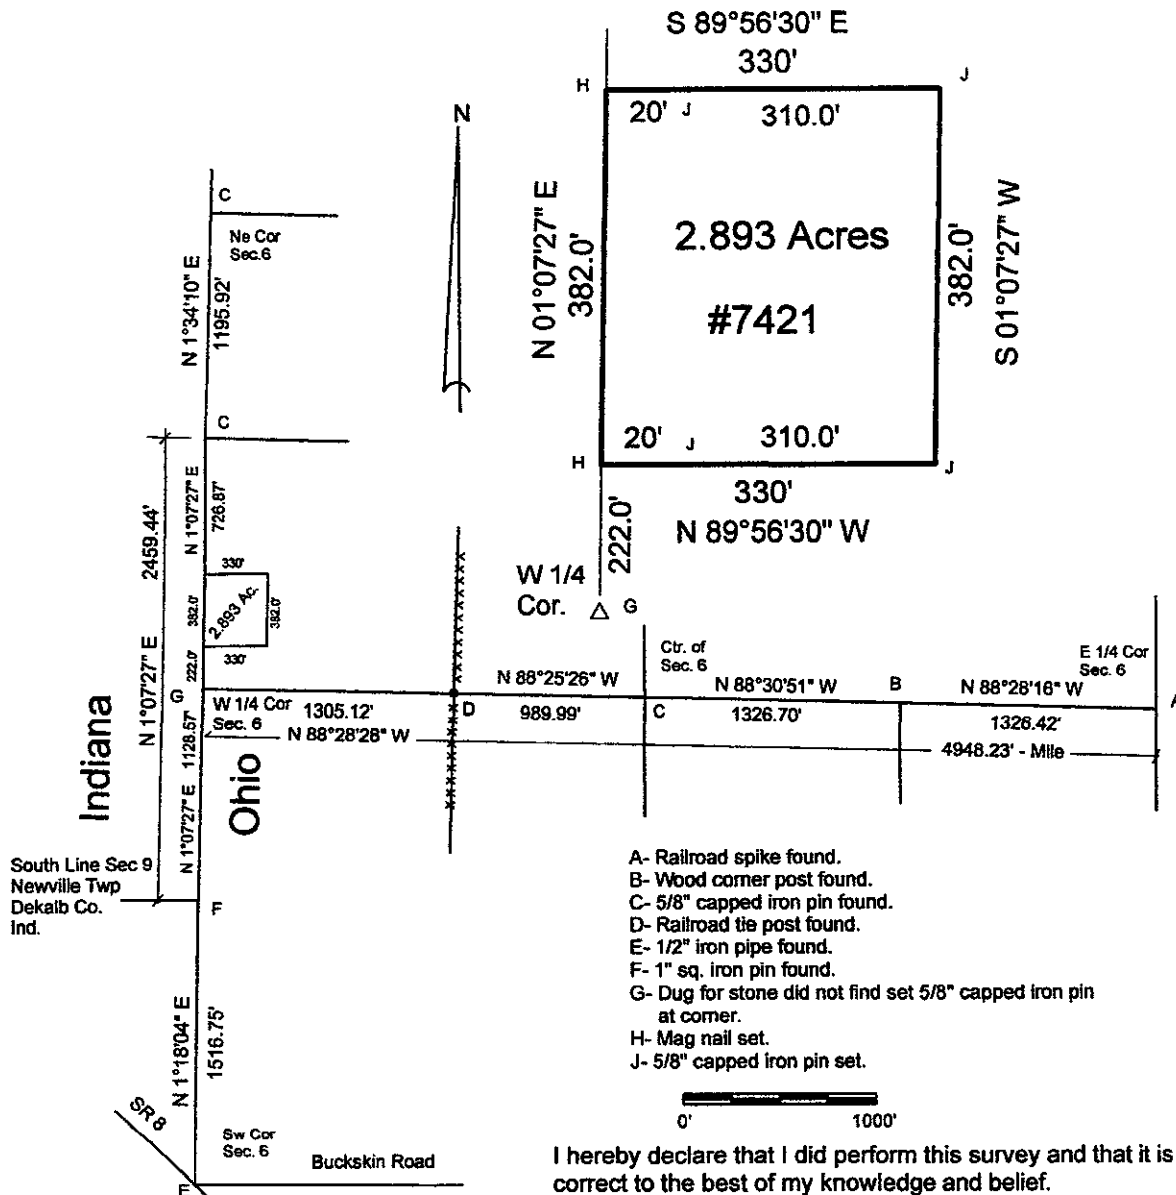 S 89°56'30" E
330'
H
J
20' J 310.0'
N 01°07'27" E
382.0'
2.893 Acres
#7421
382.0'
S 01°07'27" W
20' J 310.0'
H
J
330'
N 89°56'30" W
222.0'
W 1/4
Cor.
G
N
C
Ne Cor
Sec.6
N 1°34'10" E
1195.92'
C
2459.44'
N 1°07'27" E
N 1°07'27" E
726.87'
330'
382.0'
2.893 Ac.
382.0'
222.0'
330'
G
W 1/4 Cor
Sec. 6
1305.12'
N 88°28'28" W
D
N 88°25'26" W
989.99'
Ctr. of
Sec. 6
C
N 88°30'51" W
1326.70'
B
E 1/4 Cor
Sec. 6
N 88°28'16" W
1326.42'
A
4948.23' - Mile
N 1°07'27" E 1128.57'
Indiana
Ohio
South Line Sec 9
Newville Twp
Dekalb Co.
Ind.
F
N 1°18'04" E
1516.75'
SR 8
Sw Cor
Sec. 6
Buckskin Road
A- Railroad spike found.
B- Wood corner post found.
C- 5/8" capped iron pin found.
D- Railroad tie post found.
E- 1/2" iron pipe found.
F- 1" sq. iron pin found.
G- Dug for stone did not find set 5/8" capped iron pin
at corner.
H- Mag nail set.
J- 5/8" capped iron pin set.
0' 1000'
I hereby declare that I did perform this survey and that it is
correct to the best of my knowledge and belief.